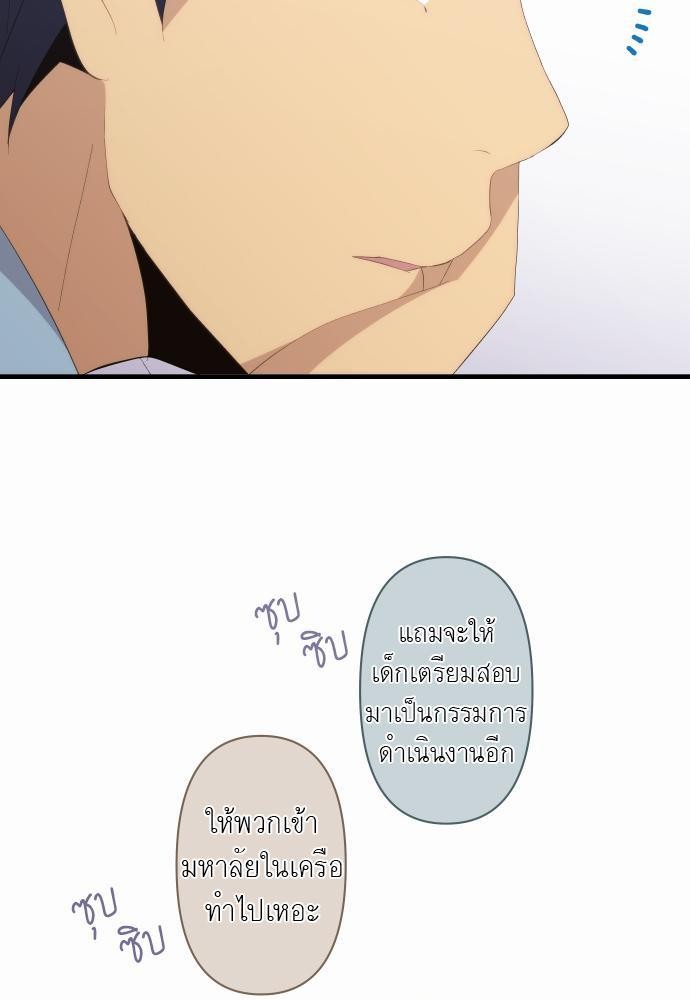 ซุบ
ซิบ
แถมจะให้
เด็กเตรียมสอบ
มาเป็นกรรมการ
ดำเนินงานอีก
ให้พวกเข้า
มหาลัยในเครือ
ทำไปเหอะ
ซุบ
ซิบ